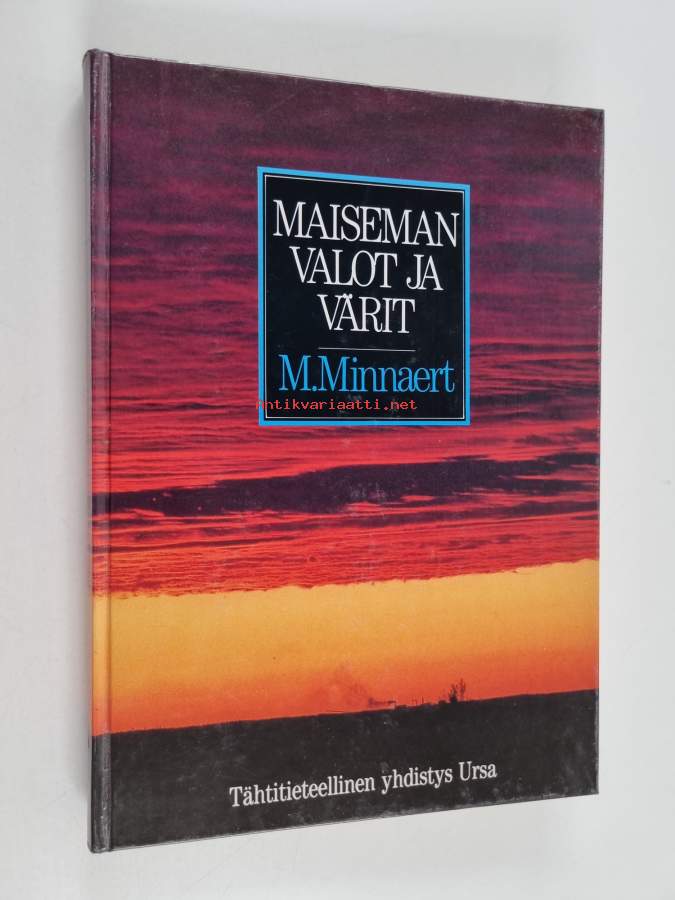 MAISEMAN
VALOT JA
VÄRIT
M.Minnaert
Antikvariaatti.net
Tähtitieteellinen yhdistys Ursa